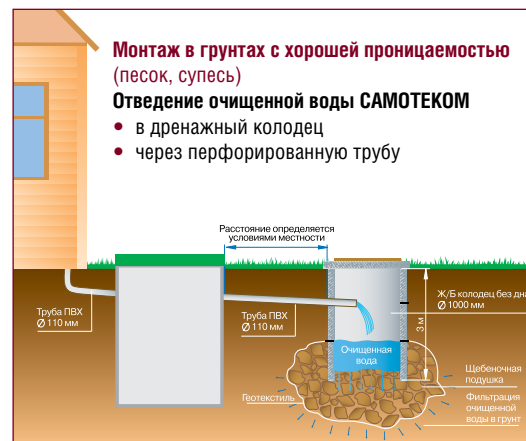 Монтаж в грунтах с хорошей проницаемостью
(песок, супесь)
Отведение очищенной воды САМОТЕКОМ
• в дренажный колодец
• через перфорированную трубу
Расстояние определяется
условиями местности
Труба ПВХ
Ø 110 мм
Труба ПВХ
Ø 110 мм
3 м
Ж/Б колодец без дна
Ø 1000 мм
Очищенная
вода
Щебеночная
подушка
Геотекстиль
Фильтрация
очищенной
воды в грунт